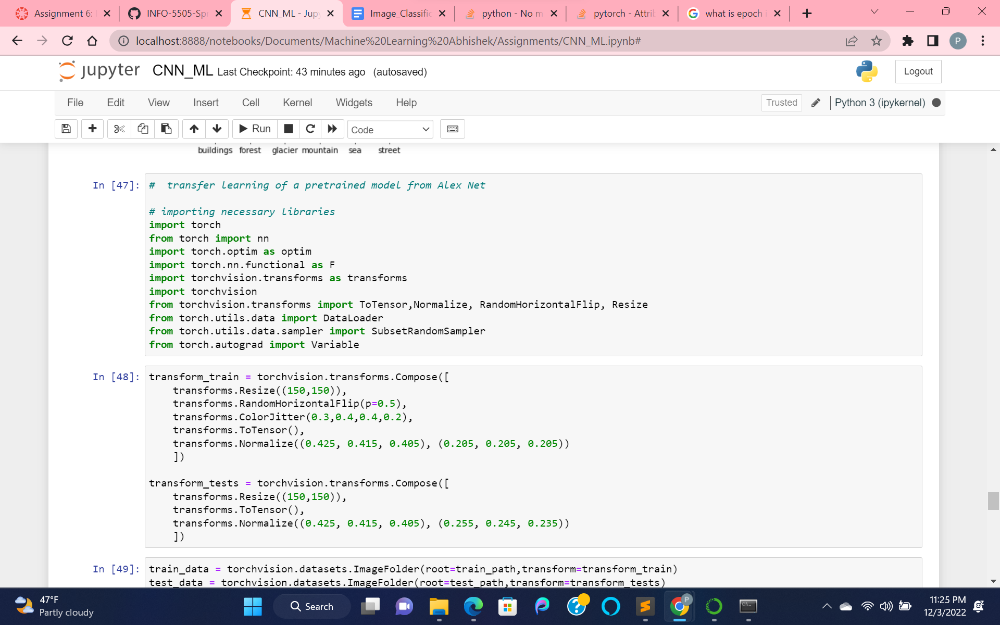 Assignment 6:
INFO-5505-Spr
CNN_ML - Jupy
Image_Classific
python - No m
pytorch - Attrib
what is epoch i
localhost:8888/notebooks/Documents/Machine%20Learning%20Abhishek/Assignments/CNN_ML.ipynb#
P
jupyter CNN_ML Last Checkpoint: 43 minutes ago (autosaved)
Logout
File Edit View Insert Cell Kernel Widgets Help
Trusted
Python 3 (ipykernel)
Run
Code
buildings forest glacier mountain sea street
In [47]:
# transfer learning of a pretrained model from Alex Net
# importing necessary libraries
import torch
from torch import nn
import torch.optim as optim
import torch.nn.functional as F
import torchvision.transforms as transforms
import torchvision
from torchvision.transforms import ToTensor,Normalize, RandomHorizontalFlip, Resize
from torch.utils.data import DataLoader
from torch.utils.data.sampler import SubsetRandomSampler
from torch.autograd import Variable
In [48]:
transform_train = torchvision.transforms.Compose([
transforms.Resize((150,150)),
transforms.RandomHorizontalFlip(p=0.5),
transforms.ColorJitter(0.3,0.4,0.4,0.2),
transforms.ToTensor(),
transforms.Normalize((0.425, 0.415, 0.405), (0.205, 0.205, 0.205))
])
transform_tests = torchvision.transforms.Compose([
transforms.Resize((150,150)),
transforms.ToTensor(),
transforms.Normalize((0.425, 0.415, 0.405), (0.255, 0.245, 0.235))
])
In [49]:
train_data = torchvision.datasets.ImageFolder(root=train_path,transform=transform_train)
test_data = torchvision.datasets.ImageFolder(root=test_path,transform=transform_tests)
47°F
Partly cloudy
Search
P
11:25 PM
12/3/2022